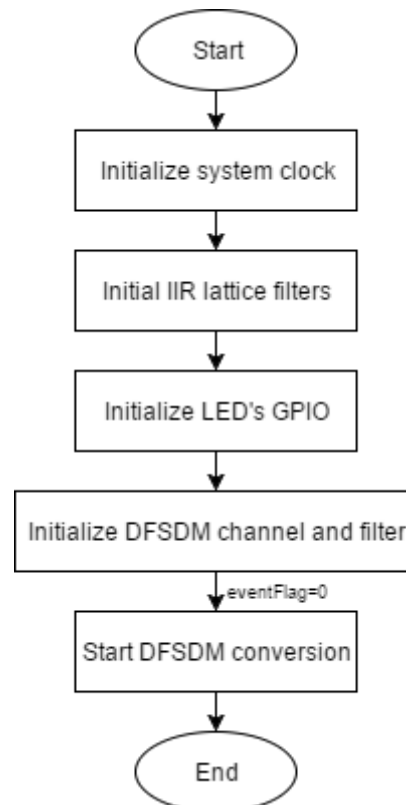 Start
Initialize system clock
Initial IIR lattice filters
Initialize LED's GPIO
Initialize DFSDM channel and filter
eventFlag=0
Start DFSDM conversion
End